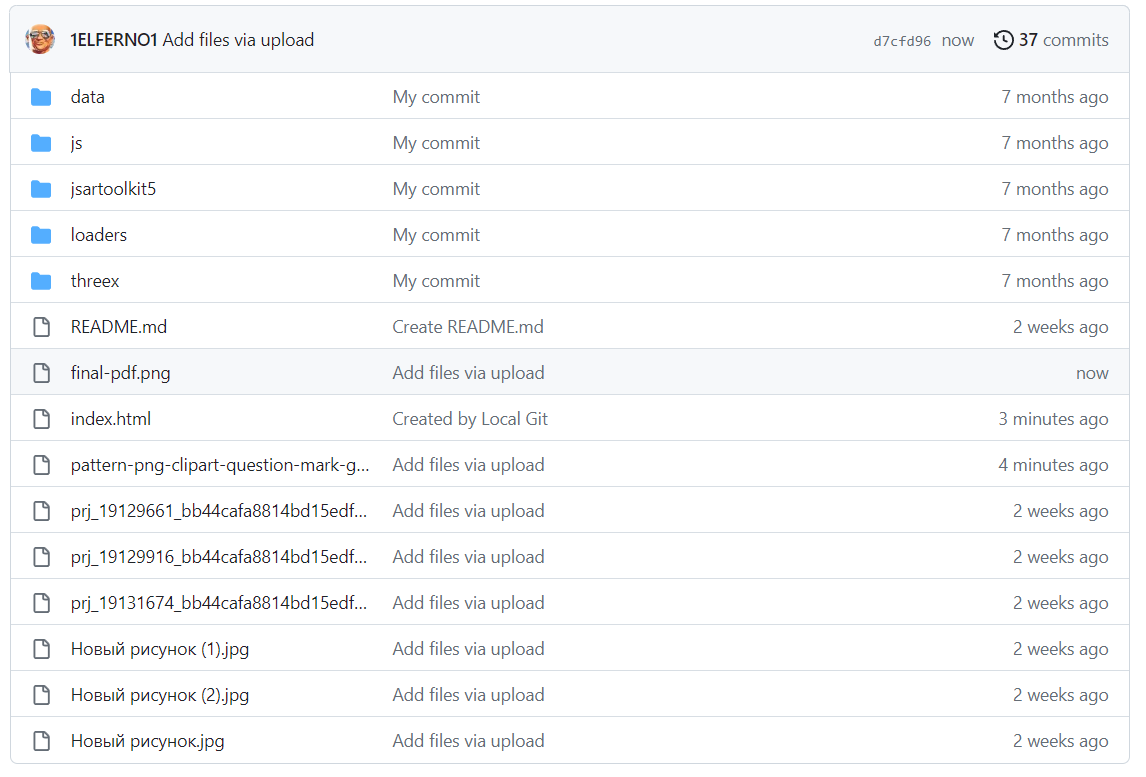 1ELFERNO1 Add files via upload d7cfd96 now 37 commits
data My commit 7 months ago
js My commit 7 months ago
jsartoolkit5 My commit 7 months ago
loaders My commit 7 months ago
threex My commit 7 months ago
README.md Create README.md 2 weeks ago
final-pdf.png Add files via upload now
index.html Created by Local Git 3 minutes ago
pattern-png-clipart-question-mark-g... Add files via upload 4 minutes ago
prj_19129661_bb44cafa8814bd15edf... Add files via upload 2 weeks ago
prj_19129916_bb44cafa8814bd15edf... Add files via upload 2 weeks ago
prj_19131674_bb44cafa8814bd15edf... Add files via upload 2 weeks ago
Новый рисунок (1).jpg Add files via upload 2 weeks ago
Новый рисунок (2).jpg Add files via upload 2 weeks ago
Новый рисунок.jpg Add files via upload 2 weeks ago